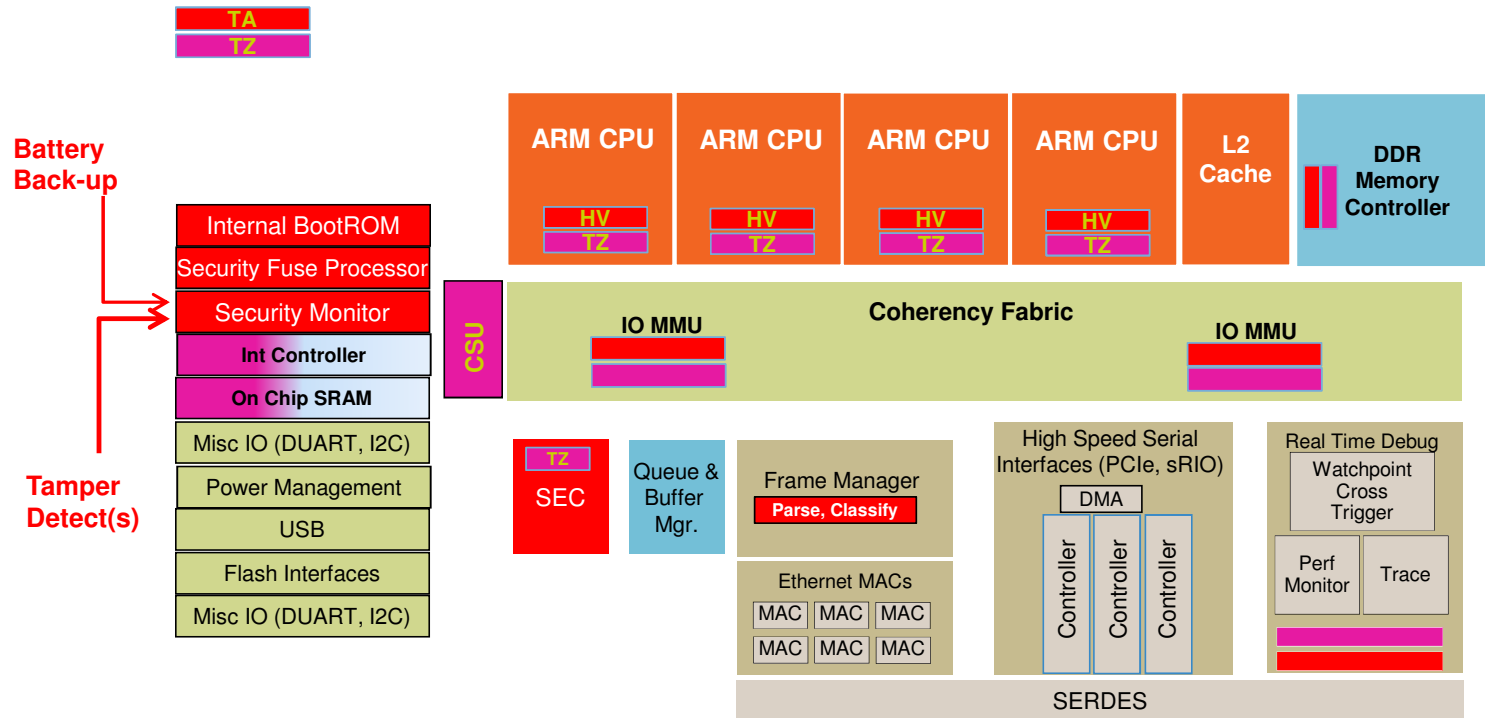 TA
TZ
Battery
Back-up
Tamper
Detect(s)
Internal BootROM
Security Fuse Processor
Security Monitor
Int Controller
On Chip SRAM
Misc IO (DUART, I2C)
Power Management
USB
Flash Interfaces
Misc IO (DUART, I2C)
CSU
ARM CPU
HV
TZ
ARM CPU
HV
TZ
ARM CPU
HV
TZ
ARM CPU
HV
TZ
L2
Cache
DDR
Memory
Controller
Coherency Fabric
IO MMU
IO MMU
TZ
SEC
Queue &
Buffer
Mgr.
Frame Manager
Parse, Classify
Ethernet MACs
MAC MAC MAC
MAC MAC MAC
High Speed Serial
Interfaces (PCIe, sRIO)
DMA
Controller
Controller
Controller
Real Time Debug
Watchpoint
Cross
Trigger
Perf
Monitor
Trace
SERDES